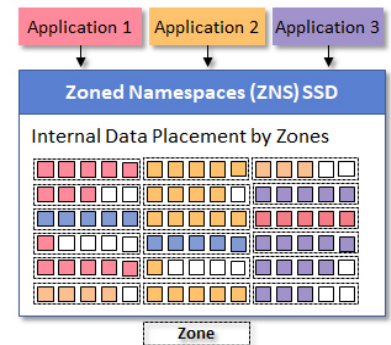 Application 1 Application 2 Application 3
Zoned Namespaces (ZNS) SSD
Internal Data Placement by Zones
Zone